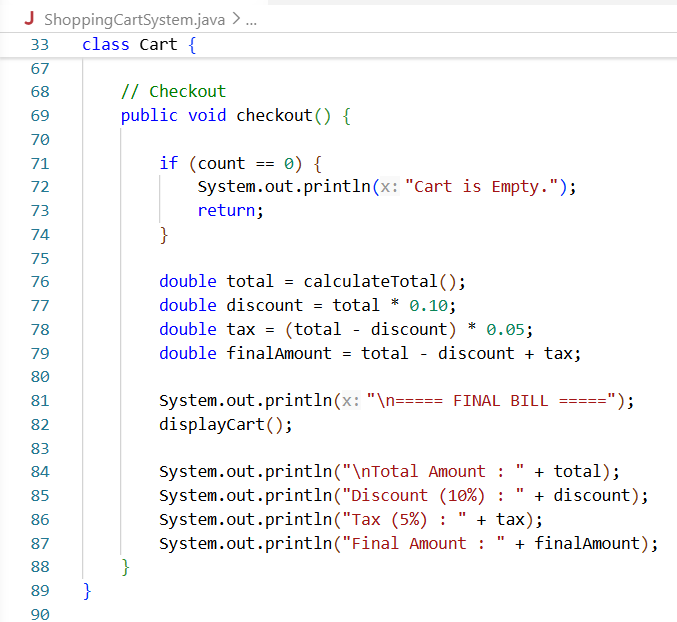 J ShoppingCartSystem.java > ...
33 class Cart {
67
68 // Checkout
69 public void checkout() {
70
71 if (count == 0) {
72 System.out.println(x: "Cart is Empty.");
73 return;
74 }
75
76 double total = calculateTotal();
77 double discount = total * 0.10;
78 double tax = (total - discount) * 0.05;
79 double finalAmount = total - discount + tax;
80
81 System.out.println(x: "\n===== FINAL BILL =====");
82 displayCart();
83
84 System.out.println("\nTotal Amount : " + total);
85 System.out.println("Discount (10%) : " + discount);
86 System.out.println("Tax (5%) : " + tax);
87 System.out.println("Final Amount : " + finalAmount);
88 }
89 }
90